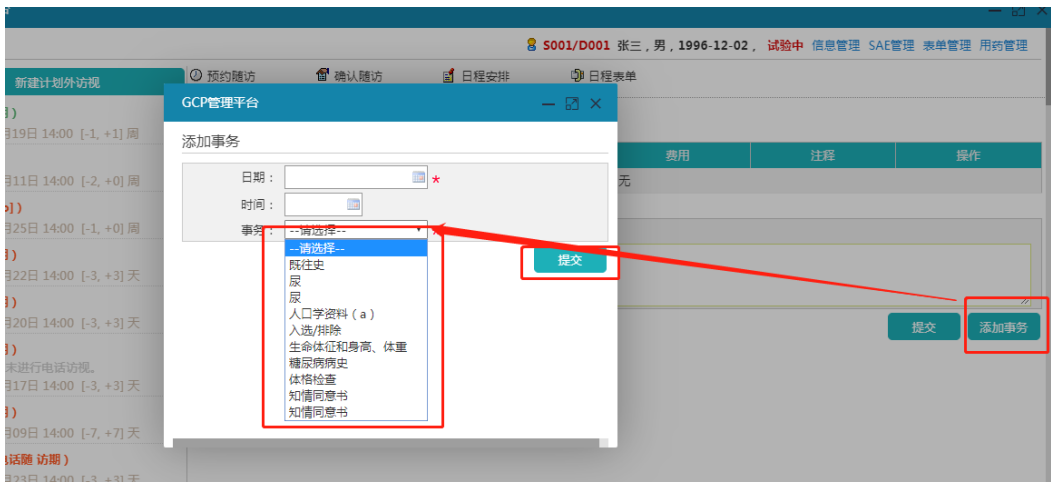 S001/D001 张三，男，1996-12-02， 试验中 信息管理 SAE管理 表单管理 用药管理
新建计划外访视
预约随访 确认随访 日程安排 日程表单
)
月19日 14:00 [-1, +1] 周
月11日 14:00 [-2, +0] 周
月25日 14:00 [-1, +0] 周
月22日 14:00 [-3, +3] 天
月20日 14:00 [-3, +3] 天
未进行电话访视。
月17日 14:00 [-3, +3] 天
月09日 14:00 [-7, +7] 天
话随 访期 )
月23日 14:00 [-3, +3] 天
GCP管理平台
添加事务
日期： *
时间：
事务： --请选择--
--请选择--
既往史
尿
尿
人口学资料（a）
入选/排除
生命体征和身高、体重
糖尿病病史
体格检查
知情同意书
知情同意书
提交
费用 注释 操作
无
提交 添加事务